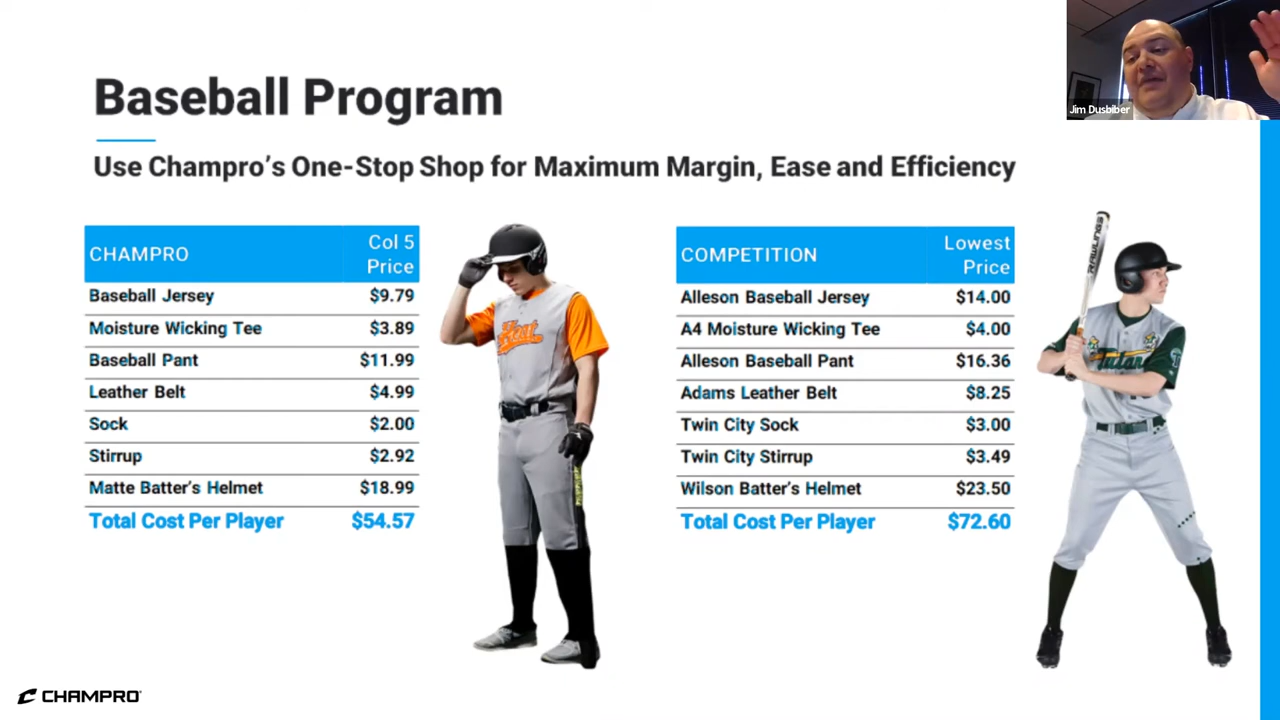 Baseball Program
Jim Dusbiber
Use Champro's One-Stop Shop for Maximum Margin, Ease and Efficiency
CHAMPRO Col 5 Price
Baseball Jersey $9.79
Moisture Wicking Tee $3.89
Baseball Pant $11.99
Leather Belt $4.99
Sock $2.00
Stirrup $2.92
Matte Batter's Helmet $18.99
Total Cost Per Player $54.57
Heat
COMPETITION Lowest Price
Alleson Baseball Jersey $14.00
A4 Moisture Wicking Tee $4.00
Alleson Baseball Pant $16.36
Adams Leather Belt $8.25
Twin City Sock $3.00
Twin City Stirrup $3.49
Wilson Batter's Helmet $23.50
Total Cost Per Player $72.60
RAWLINGS
CHAMPRO